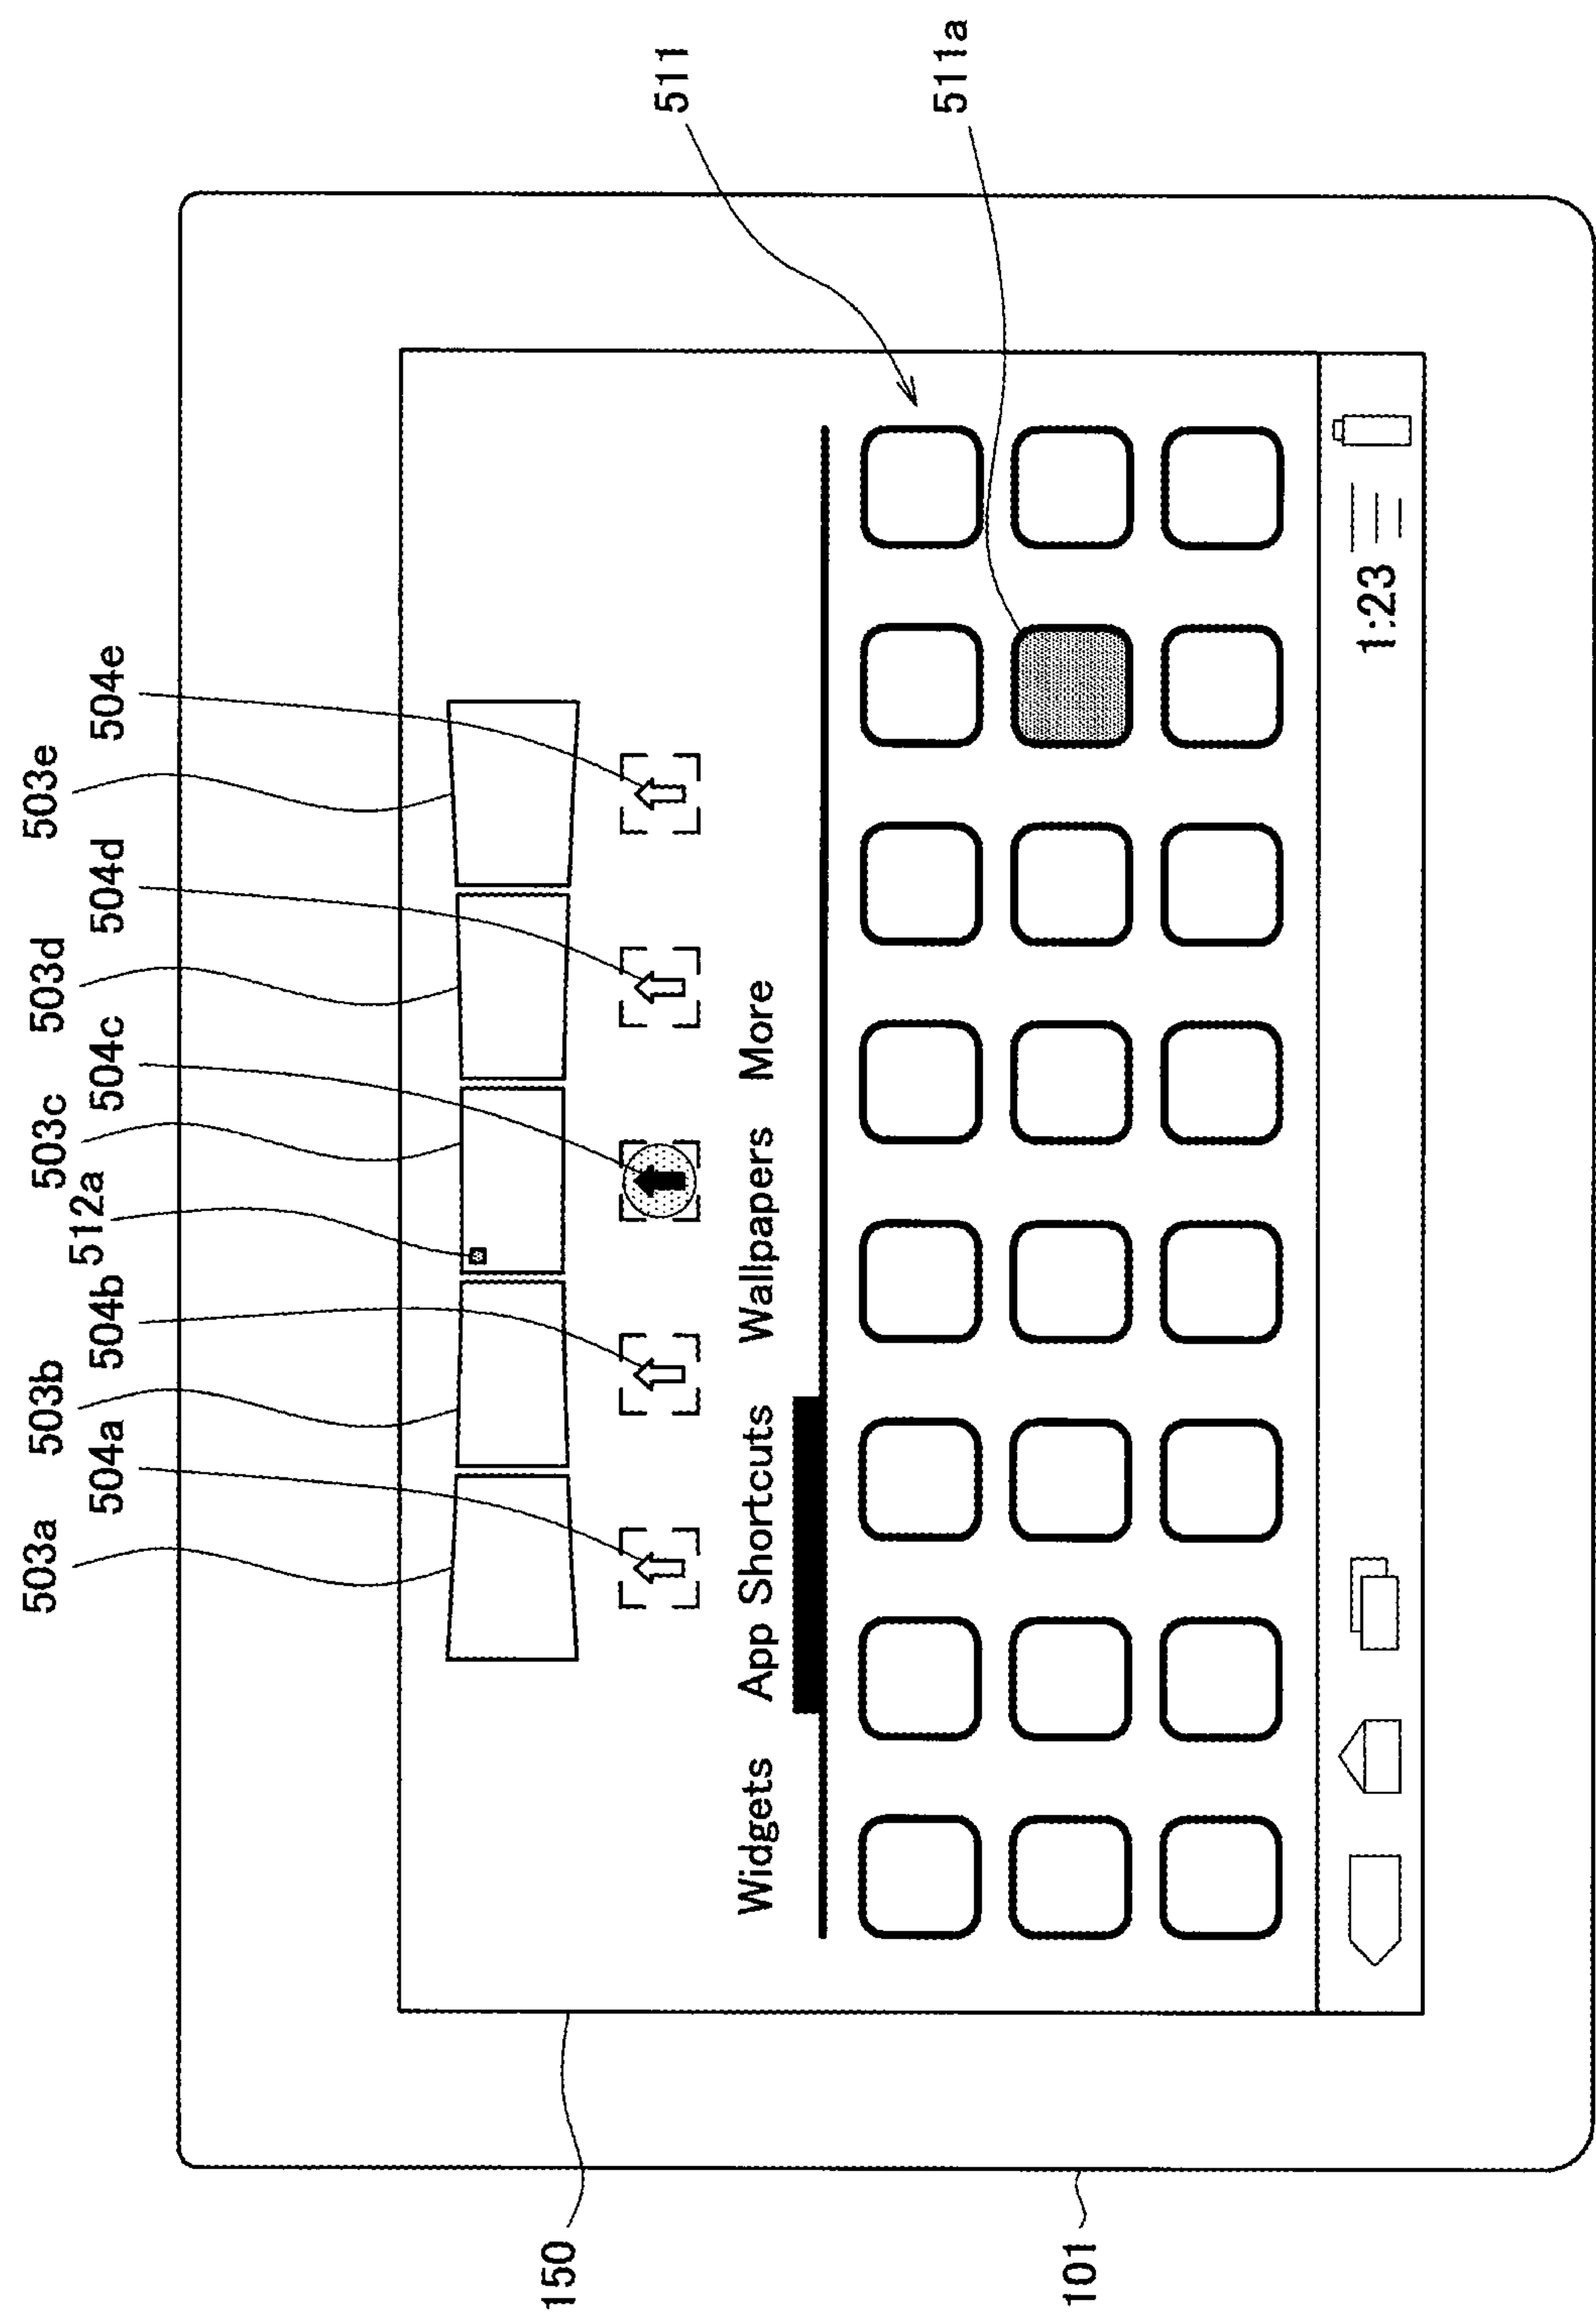 503a 503b 503c 503d 503e
504a 504b 512a 504c 504d 504e
150
511
Widgets App Shortcuts Wallpapers More
511a
101
1:23